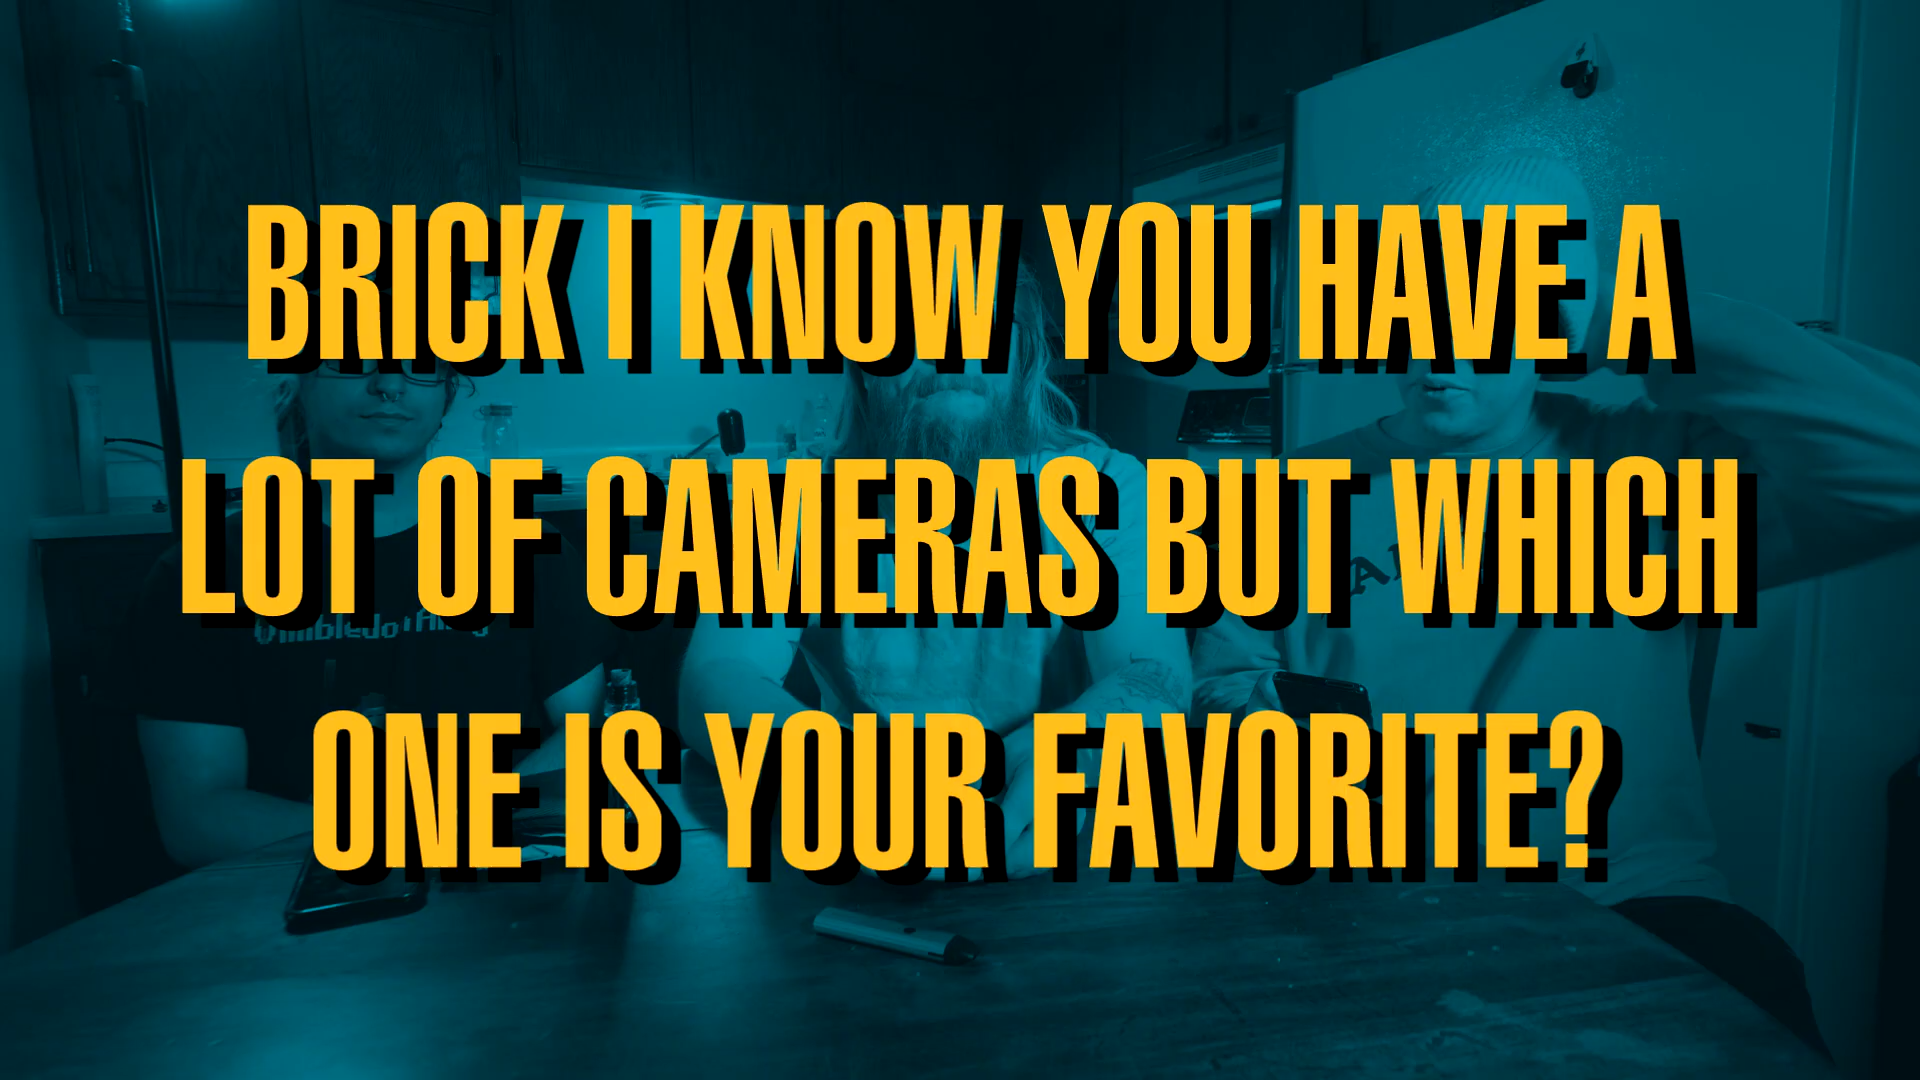 BRICK I KNOW YOU HAVE A
LOT OF CAMERAS BUT WHICH
ONE IS YOUR FAVORITE?